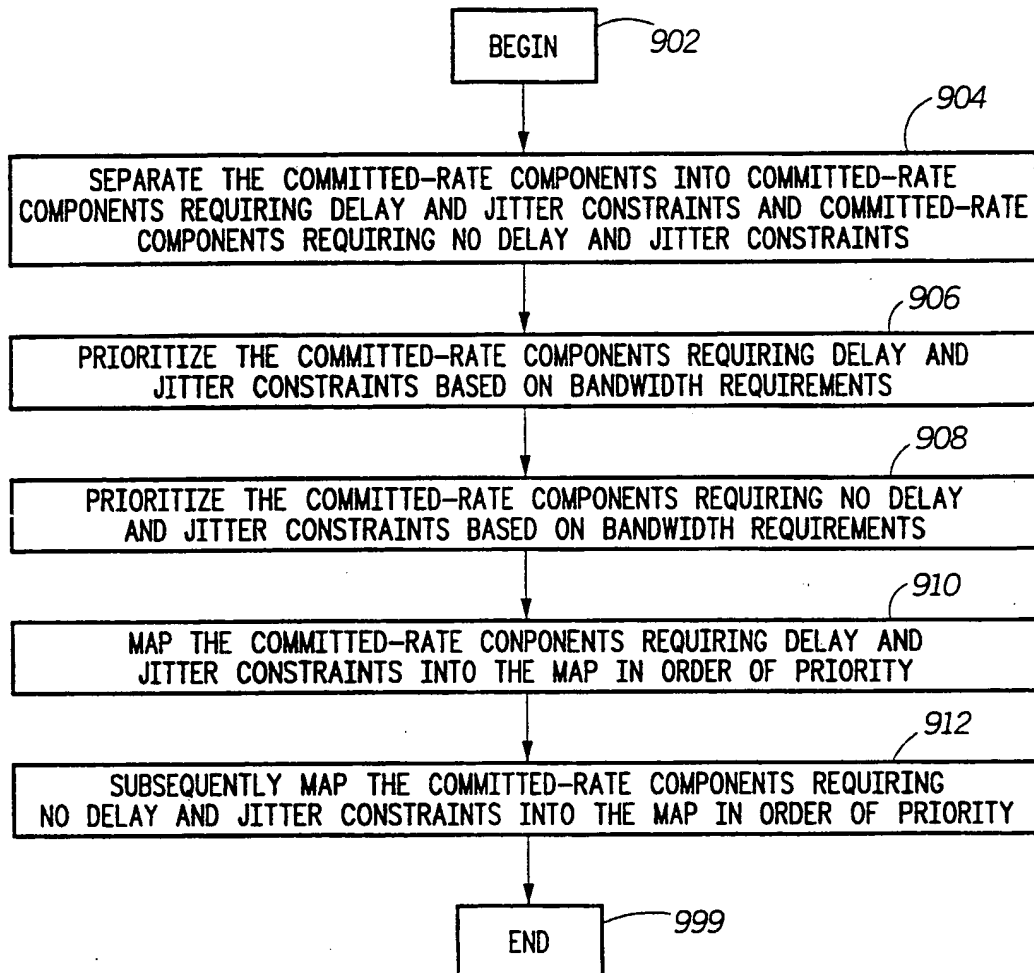 BEGIN
902
904
SEPARATE THE COMMITTED-RATE COMPONENTS INTO COMMITTED-RATE
COMPONENTS REQUIRING DELAY AND JITTER CONSTRAINTS AND COMMITTED-RATE
COMPONENTS REQUIRING NO DELAY AND JITTER CONSTRAINTS
906
PRIORITIZE THE COMMITTED-RATE COMPONENTS REQUIRING DELAY AND
JITTER CONSTRAINTS BASED ON BANDWIDTH REQUIREMENTS
908
PRIORITIZE THE COMMITTED-RATE COMPONENTS REQUIRING NO DELAY
AND JITTER CONSTRAINTS BASED ON BANDWIDTH REQUIREMENTS
910
MAP THE COMMITTED-RATE CONPONENTS REQUIRING DELAY AND
JITTER CONSTRAINTS INTO THE MAP IN ORDER OF PRIORITY
912
SUBSEQUENTLY MAP THE COMMITTED-RATE COMPONENTS REQUIRING
NO DELAY AND JITTER CONSTRAINTS INTO THE MAP IN ORDER OF PRIORITY
END
999